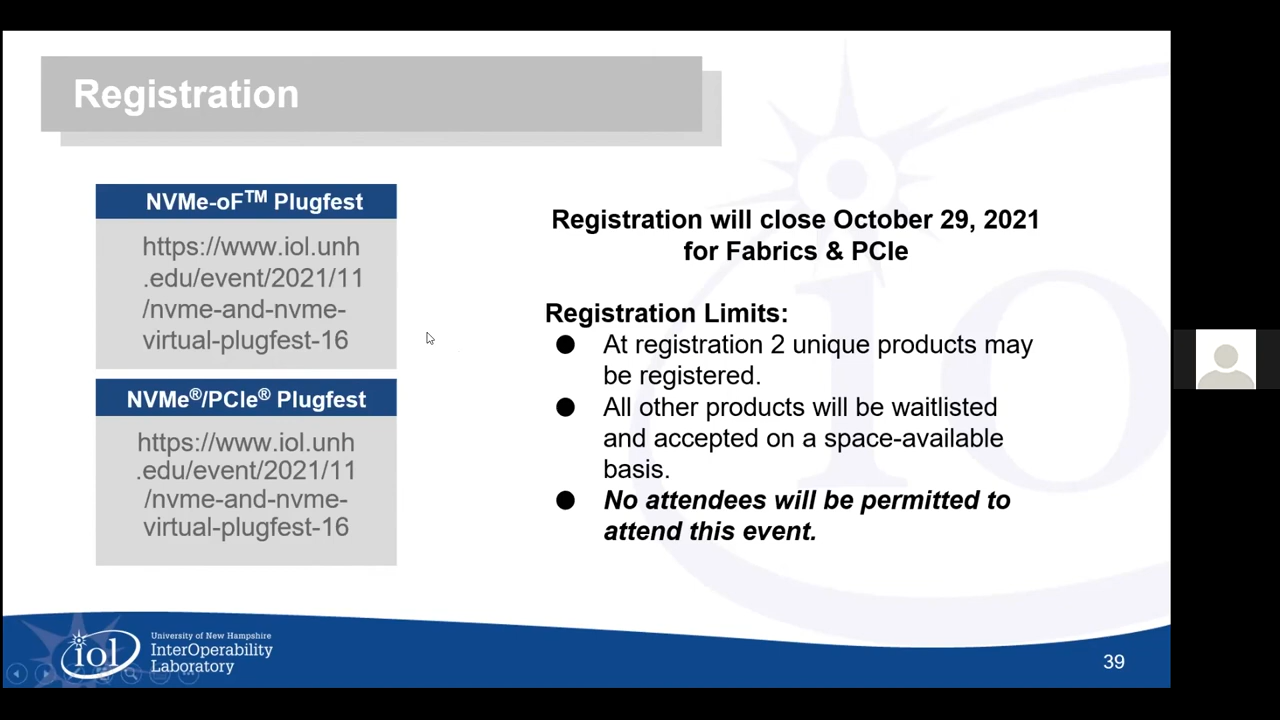 Registration
NVMe-oF™ Plugfest
https://www.iol.unh
.edu/event/2021/11
/nvme-and-nvme-
virtual-plugfest-16
NVMe®/PCIe® Plugfest
https://www.iol.unh
.edu/event/2021/11
/nvme-and-nvme-
virtual-plugfest-16
Registration will close October 29, 2021
for Fabrics & PCIe
Registration Limits:
● At registration 2 unique products may
be registered.
● All other products will be waitlisted
and accepted on a space-available
basis.
● No attendees will be permitted to
attend this event.
iol
University of New Hampshire
InterOperability
Laboratory
39